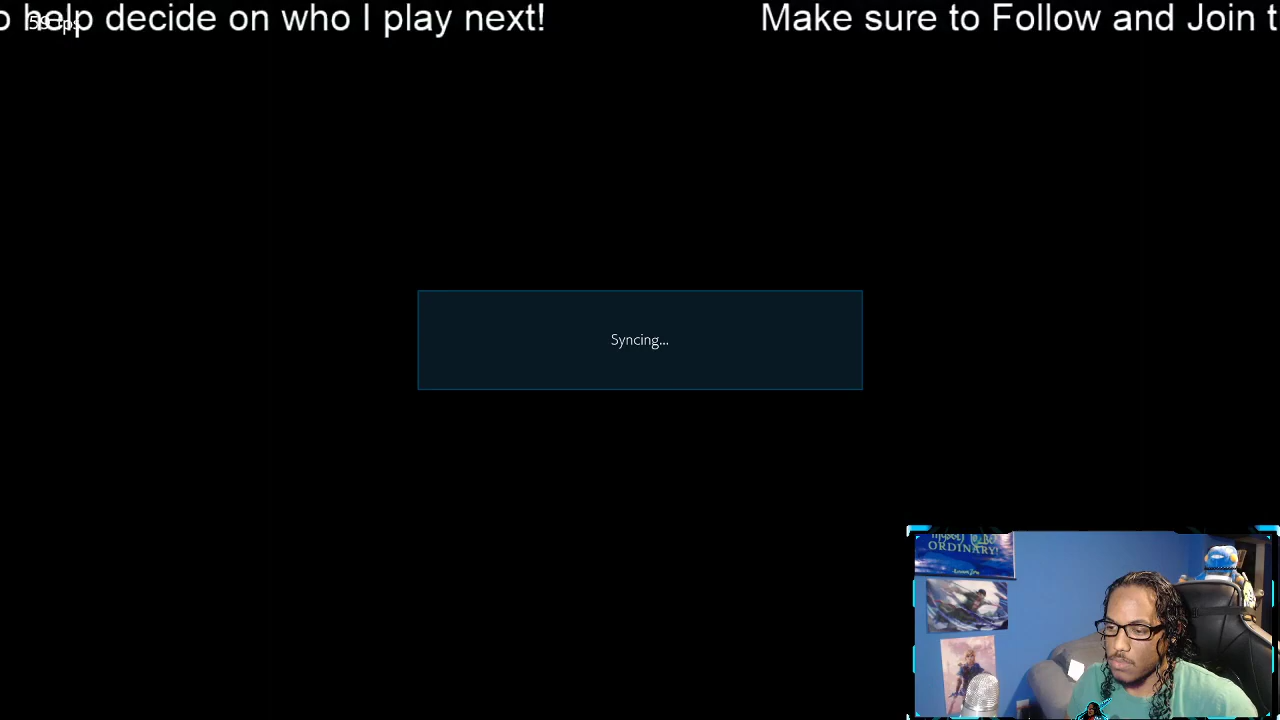 o help decide on who I play next!
Make sure to Follow and Join t
Syncing...
ORDINARY!